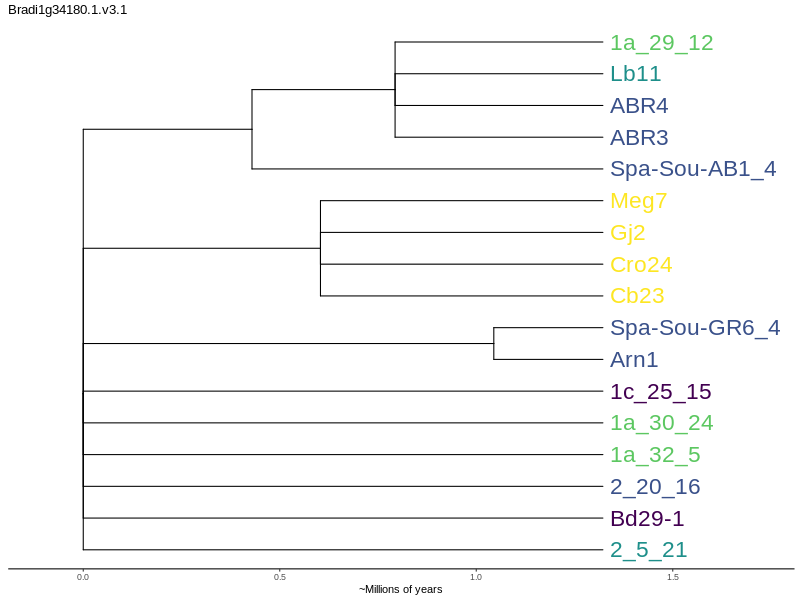 Bradi1g34180.1.v3.1
1a_29_12
Lb11
ABR4
ABR3
Spa-Sou-AB1_4
Meg7
Gj2
Cro24
Cb23
Spa-Sou-GR6_4
Arn1
1c_25_15
1a_30_24
1a_32_5
2_20_16
Bd29-1
2_5_21
0.0 0.5 1.0 1.5
~Millions of years